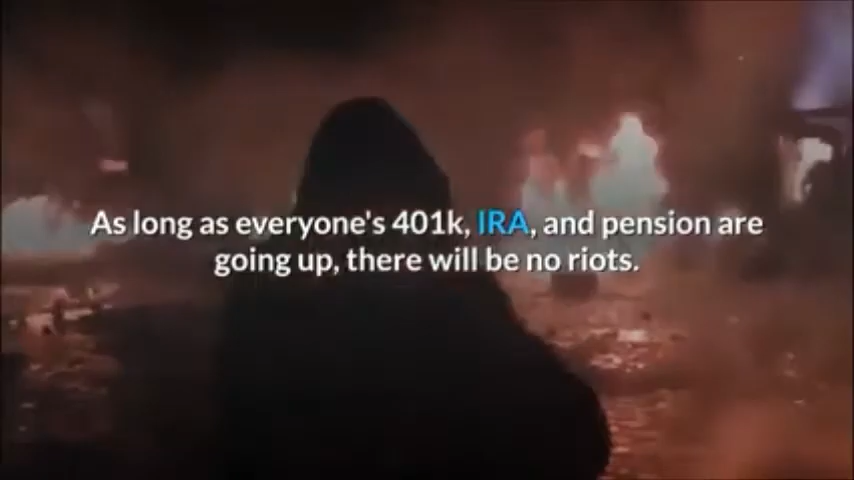 As long as everyone's 401k, IRA, and pension are
going up, there will be no riots.